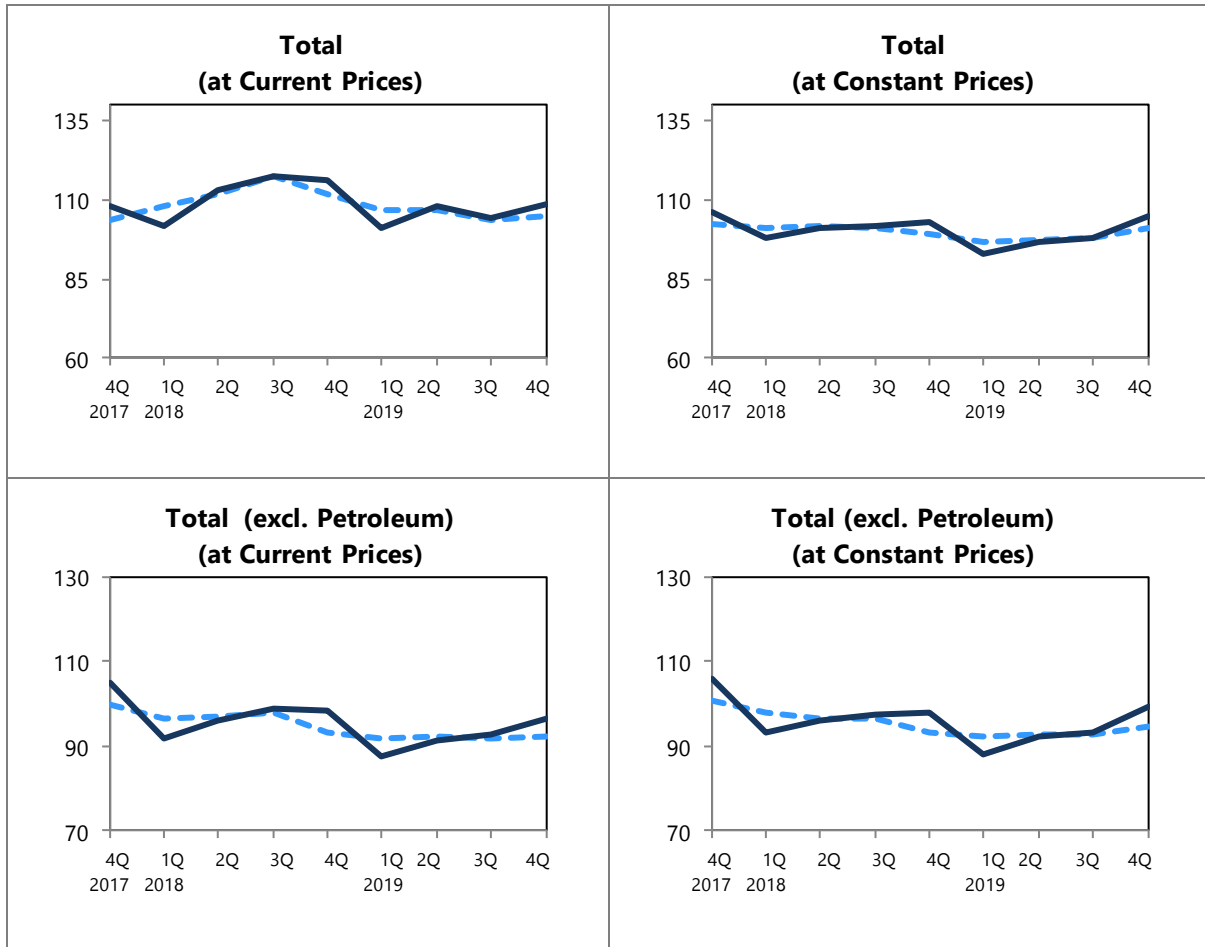 Total
(at Current Prices)
135
110
85
60
4Q 1Q 2Q 3Q 4Q 1Q 2Q 3Q 4Q
2017 2018 2019
Total
(at Constant Prices)
135
110
85
60
4Q 1Q 2Q 3Q 4Q 1Q 2Q 3Q 4Q
2017 2018 2019
Total (excl. Petroleum)
(at Current Prices)
130
110
90
70
4Q 1Q 2Q 3Q 4Q 1Q 2Q 3Q 4Q
2017 2018 2019
Total (excl. Petroleum)
(at Constant Prices)
130
110
90
70
4Q 1Q 2Q 3Q 4Q 1Q 2Q 3Q 4Q
2017 2018 2019